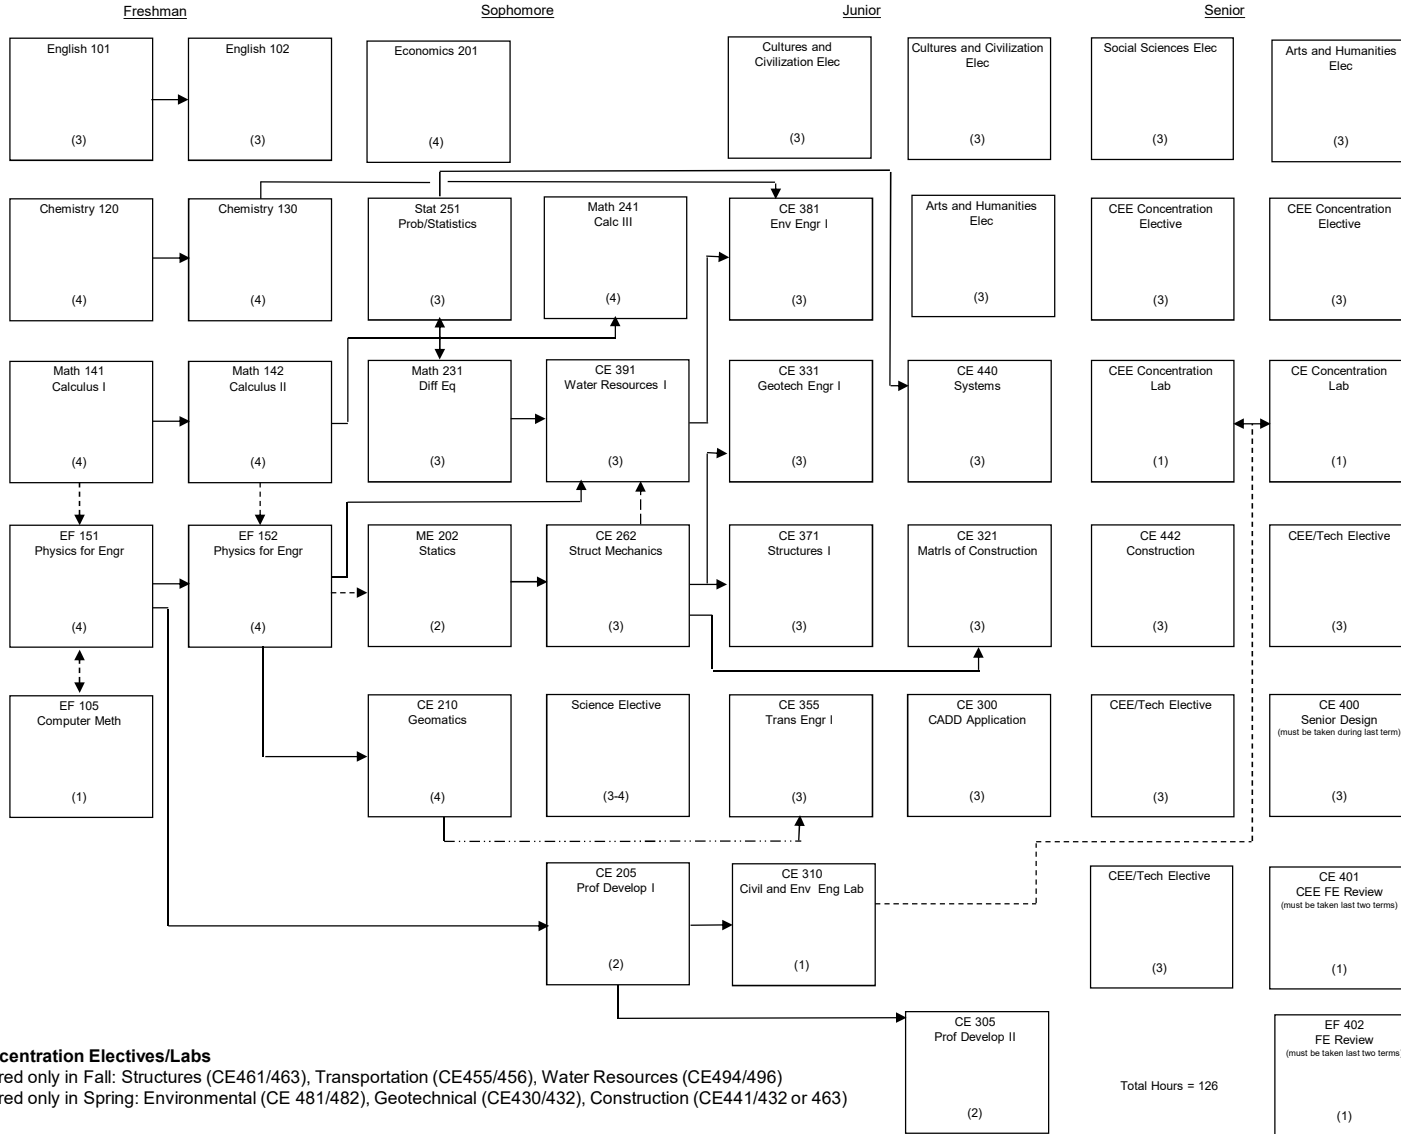 Freshman
Sophomore
Junior
Senior
English 101
(3)
English 102
(3)
Economics 201
(4)
Cultures and
Civilization Elec
(3)
Cultures and Civilization
Elec
(3)
Social Sciences Elec
(3)
Arts and Humanities
Elec
(3)
Chemistry 120
(4)
Chemistry 130
(4)
Stat 251
Prob/Statistics
(3)
Math 241
Calc III
(4)
CE 381
Env Engr I
(3)
Arts and Humanities
Elec
(3)
CEE Concentration
Elective
(3)
CEE Concentration
Elective
(3)
Math 141
Calculus I
(4)
Math 142
Calculus II
(4)
Math 231
Diff Eq
(3)
CE 391
Water Resources I
(3)
CE 331
Geotech Engr I
(3)
CE 440
Systems
(3)
CEE Concentration
Lab
(1)
CE Concentration
Lab
(1)
EF 151
Physics for Engr
(4)
EF 152
Physics for Engr
(4)
ME 202
Statics
(2)
CE 262
Struct Mechanics
(3)
CE 371
Structures I
(3)
CE 321
Matrls of Construction
(3)
CE 442
Construction
(3)
CEE/Tech Elective
(3)
EF 105
Computer Meth
(1)
CE 210
Geomatics
(4)
Science Elective
(3-4)
CE 355
Trans Engr I
(3)
CE 300
CADD Application
(3)
CEE/Tech Elective
(3)
CE 400
Senior Design
(must be taken during last term)
(3)
CE 205
Prof Develop I
(2)
CE 310
Civil and Env Eng Lab
(1)
CEE/Tech Elective
(3)
CE 401
CEE FE Review
(must be taken last two terms)
(1)
CE 305
Prof Develop II
(2)
Total Hours = 126
EF 402
FE Review
(must be taken last two terms)
(1)
centration Electives/Labs
red only in Fall: Structures (CE461/463), Transportation (CE455/456), Water Resources (CE494/496)
red only in Spring: Environmental (CE 481/482), Geotechnical (CE430/432), Construction (CE441/432 or 463)